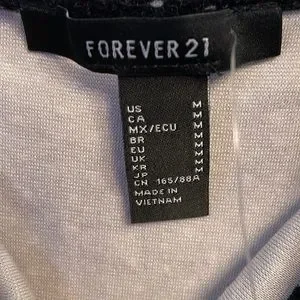 FOREVER 21
US M
CA M
MX/ECU M
BR M
EU M
UK M
KR M
JP M
CN 165/88A
MADE IN
VIETNAM